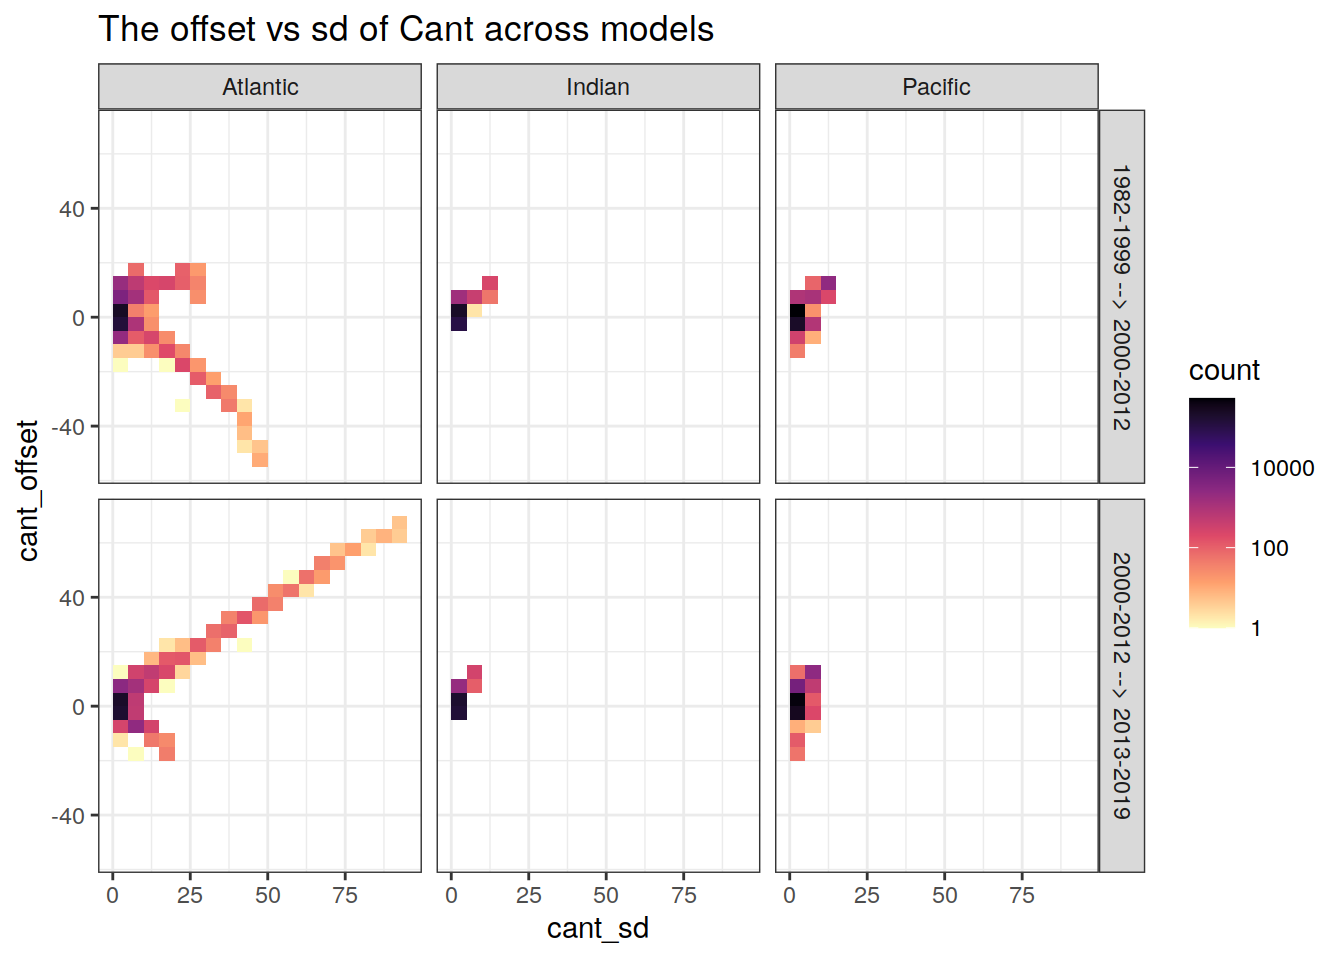 The offset vs sd of Cant across models
Atlantic
Indian
Pacific
40
0
-40
1982-1999 --> 2000-2012
40
0
-40
2000-2012 --> 2013-2019
0 25 50 75
0 25 50 75
0 25 50 75
cant_sd
cant_offset
count
10000
100
1